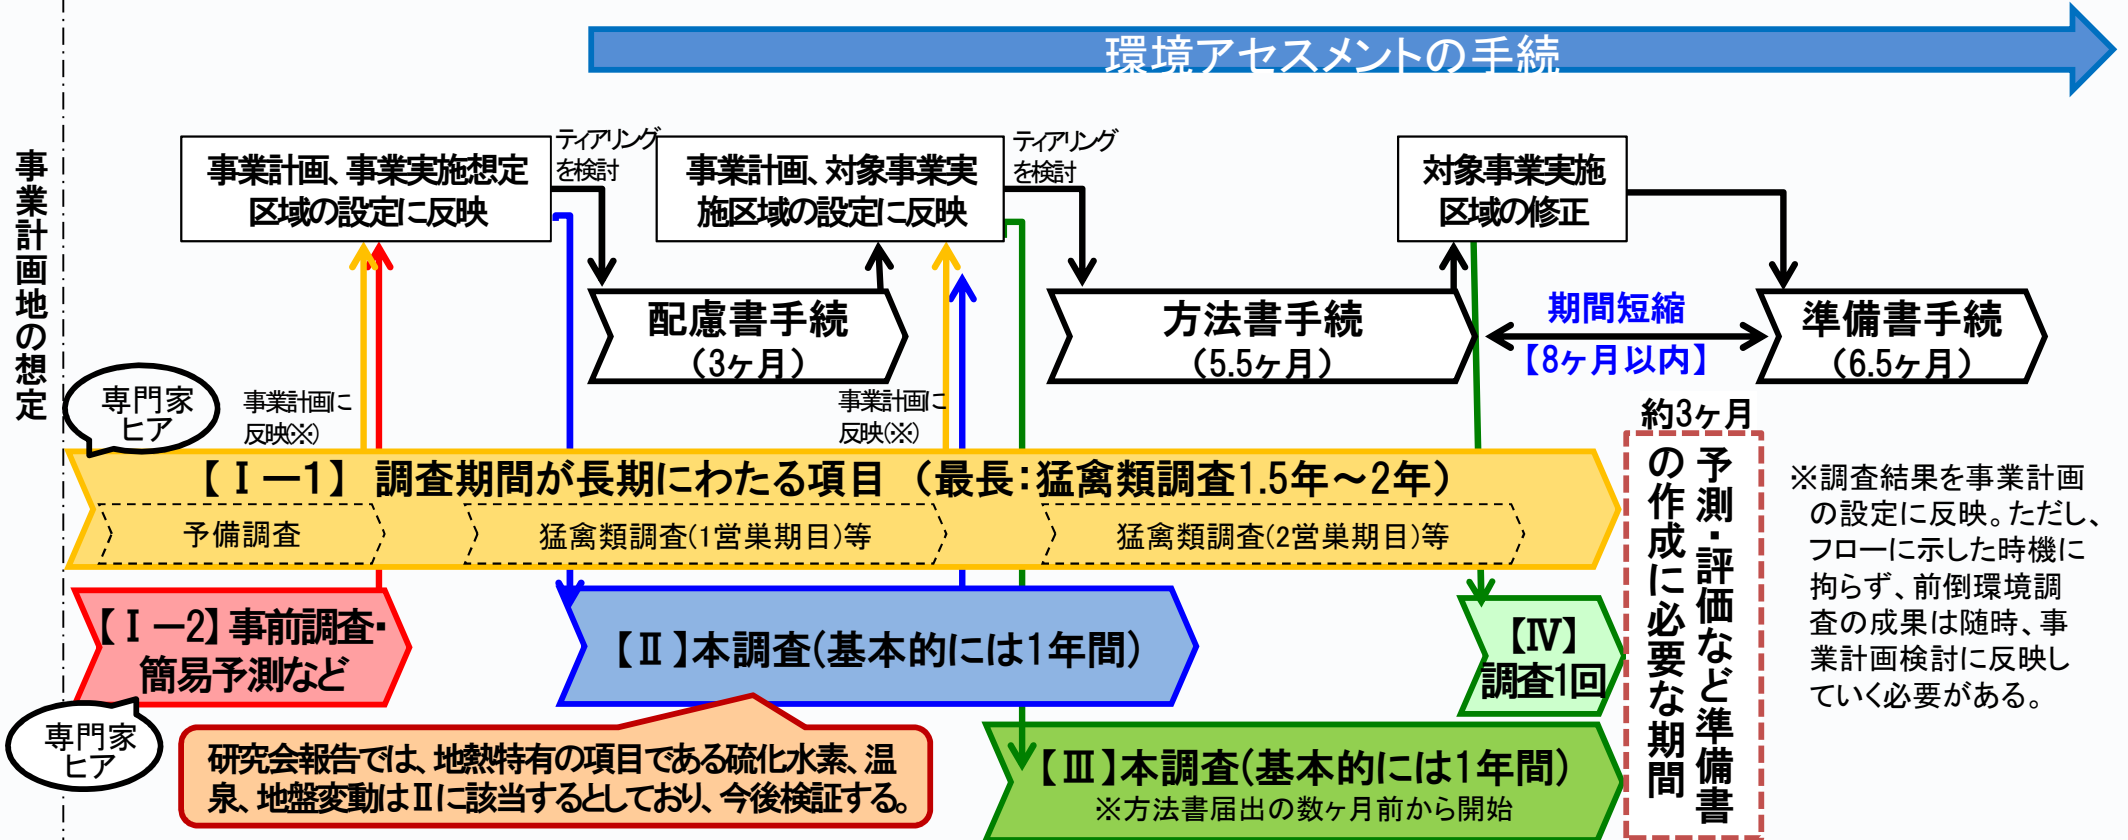 環境アセスメントの手続
事業計画地の想定
事業計画、事業実施想定
区域の設定に反映
ティアリング
を検討
事業計画、対象事業実
施区域の設定に反映
ティアリング
を検討
対象事業実施
区域の修正
配慮書手続
（3ヶ月）
方法書手続
（5.5ヶ月）
期間短縮
【8ヶ月以内】
準備書手続
（6.5ヶ月）
専門家
ヒア
事業計画に
反映(※)
事業計画に
反映(※)
約3ヶ月
予測・評価など準備書
の作成に必要な期間
【Ⅰ－1】 調査期間が長期にわたる項目 （最長：猛禽類調査1.5年～2年）
予備調査
猛禽類調査(1営巣期目)等
猛禽類調査(2営巣期目)等
※調査結果を事業計画
の設定に反映。ただし、
フローに示した時機に
拘らず、前倒環境調
査の成果は随時、事
業計画検討に反映し
ていく必要がある。
【Ⅰ－2】事前調査・
簡易予測など
【Ⅱ】本調査(基本的には1年間)
【Ⅳ】
調査1回
専門家
ヒア
研究会報告では、地熱特有の項目である硫化水素、温
泉、地盤変動はⅡに該当するとしており、今後検証する。
【Ⅲ】本調査(基本的には1年間)
※方法書届出の数ヶ月前から開始